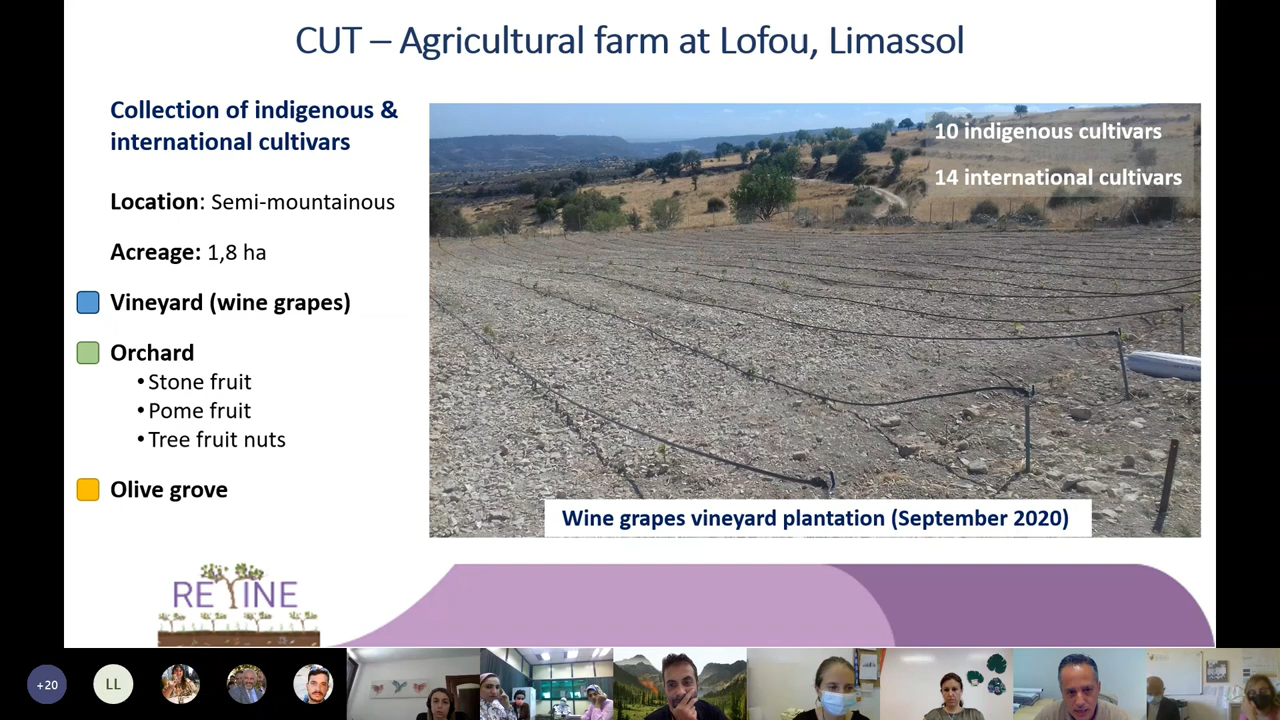 CUT – Agricultural farm at Lofou, Limassol
Collection of indigenous &
international cultivars
Location: Semi-mountainous
Acreage: 1,8 ha
Vineyard (wine grapes)
Orchard
• Stone fruit
• Pome fruit
• Tree fruit nuts
Olive grove
10 indigenous cultivars
14 international cultivars
Wine grapes vineyard plantation (September 2020)
REVINE
+20
LL